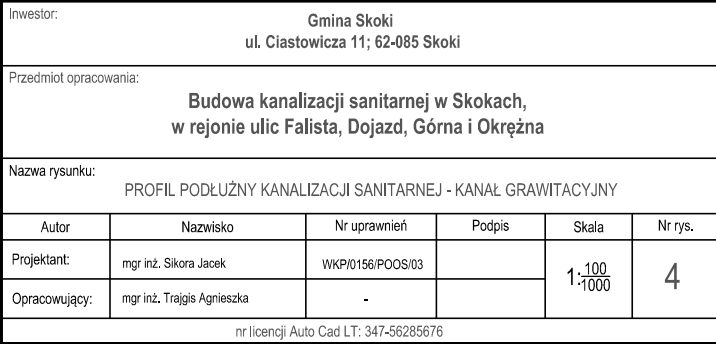 Inwestor:
Gmina Skoki
ul. Ciastowicza 11; 62-085 Skoki
Przedmiot opracowania:
Budowa kanalizacji sanitarnej w Skokach,
w rejonie ulic Falista, Dojazd, Górna i Okrężna
Nazwa rysunku:
PROFIL PODŁUŻNY KANALIZACJI SANITARNEJ - KANAŁ GRAWITACYJNY
Autor Nazwisko Nr uprawnień Podpis Skala Nr rys.
Projektant: mgr inż. Sikora Jacek WKP/0156/POOS/03 1:100/1000 4
Opracowujący: mgr inż. Trajgis Agnieszka -
nr licencji Auto Cad LT: 347-56285676